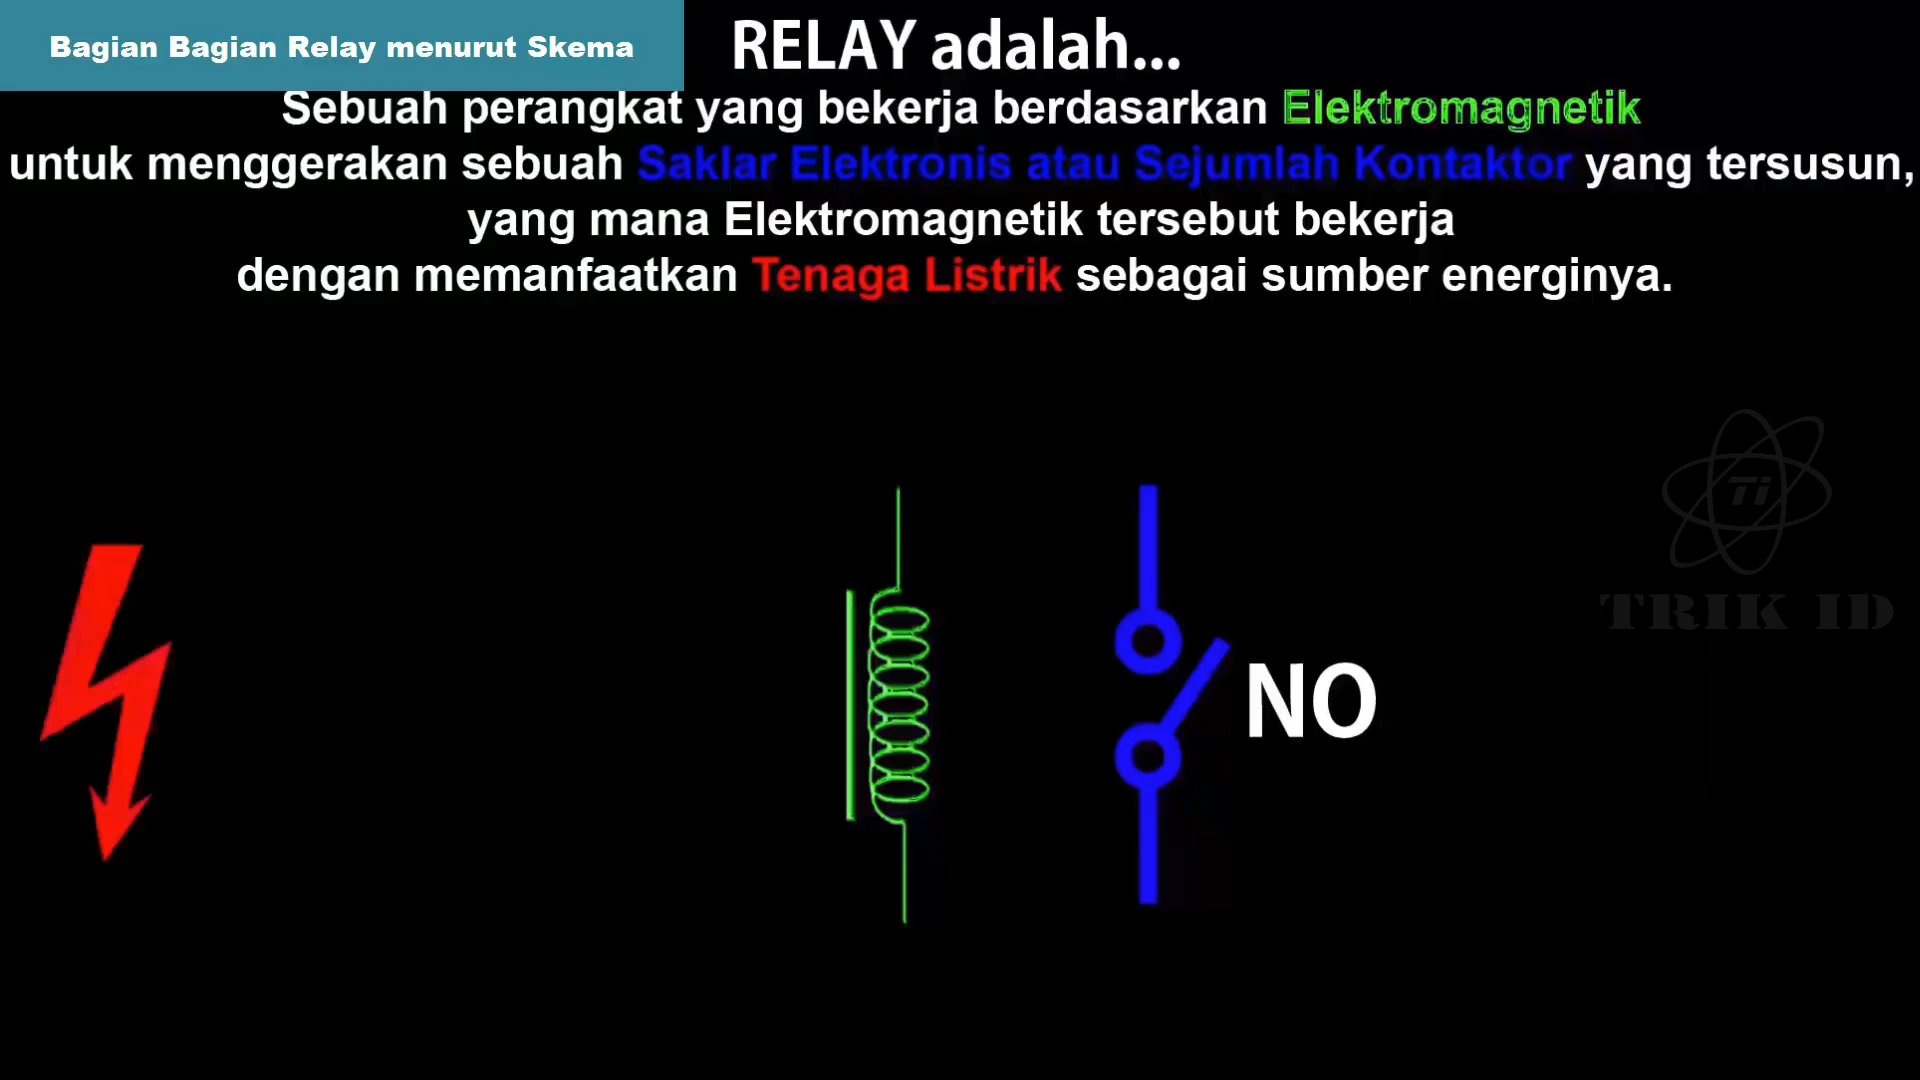 Bagian Bagian Relay menurut Skema
RELAY adalah...
Sebuah perangkat yang bekerja berdasarkan Elektromagnetik
untuk menggerakan sebuah Saklar Elektronis atau Sejumlah Kontaktor yang tersusun,
yang mana Elektromagnetik tersebut bekerja
dengan memanfaatkan Tenaga Listrik sebagai sumber energinya.
Ti
TRIK ID
NO